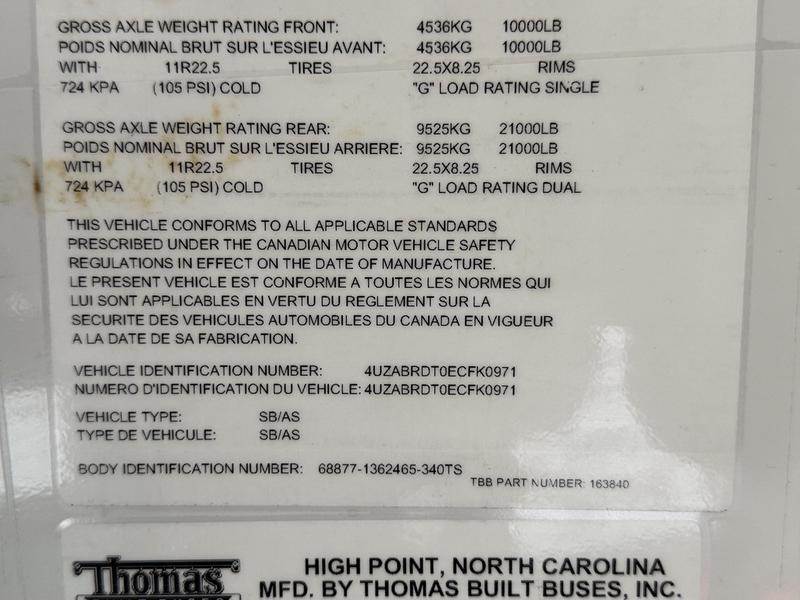 GROSS AXLE WEIGHT RATING FRONT: 4536KG 10000LB
POIDS NOMINAL BRUT SUR L'ESSIEU AVANT: 4536KG 10000LB
WITH 11R22.5 TIRES 22.5X8.25 RIMS
724 KPA (105 PSI) COLD "G" LOAD RATING SINGLE
GROSS AXLE WEIGHT RATING REAR: 9525KG 21000LB
POIDS NOMINAL BRUT SUR L'ESSIEU ARRIERE: 9525KG 21000LB
WITH 11R22.5 TIRES 22.5X8.25 RIMS
724 KPA (105 PSI) COLD "G" LOAD RATING DUAL
THIS VEHICLE CONFORMS TO ALL APPLICABLE STANDARDS
PRESCRIBED UNDER THE CANADIAN MOTOR VEHICLE SAFETY
REGULATIONS IN EFFECT ON THE DATE OF MANUFACTURE.
LE PRESENT VEHICLE EST CONFORME A TOUTES LES NORMES QUI
LUI SONT APPLICABLES EN VERTU DU REGLEMENT SUR LA
SECURITE DES VEHICULES AUTOMOBILES DU CANADA EN VIGUEUR
A LA DATE DE SA FABRICATION.
VEHICLE IDENTIFICATION NUMBER: 4UZABRDT0ECFK0971
NUMERO D'IDENTIFICATION DU VEHICLE: 4UZABRDT0ECFK0971
VEHICLE TYPE: SB/AS
TYPE DE VEHICULE: SB/AS
BODY IDENTIFICATION NUMBER: 68877-1362465-340TS
TBB PART NUMBER: 163840
Thomas
HIGH POINT, NORTH CAROLINA
MFD. BY THOMAS BUILT BUSES, INC.